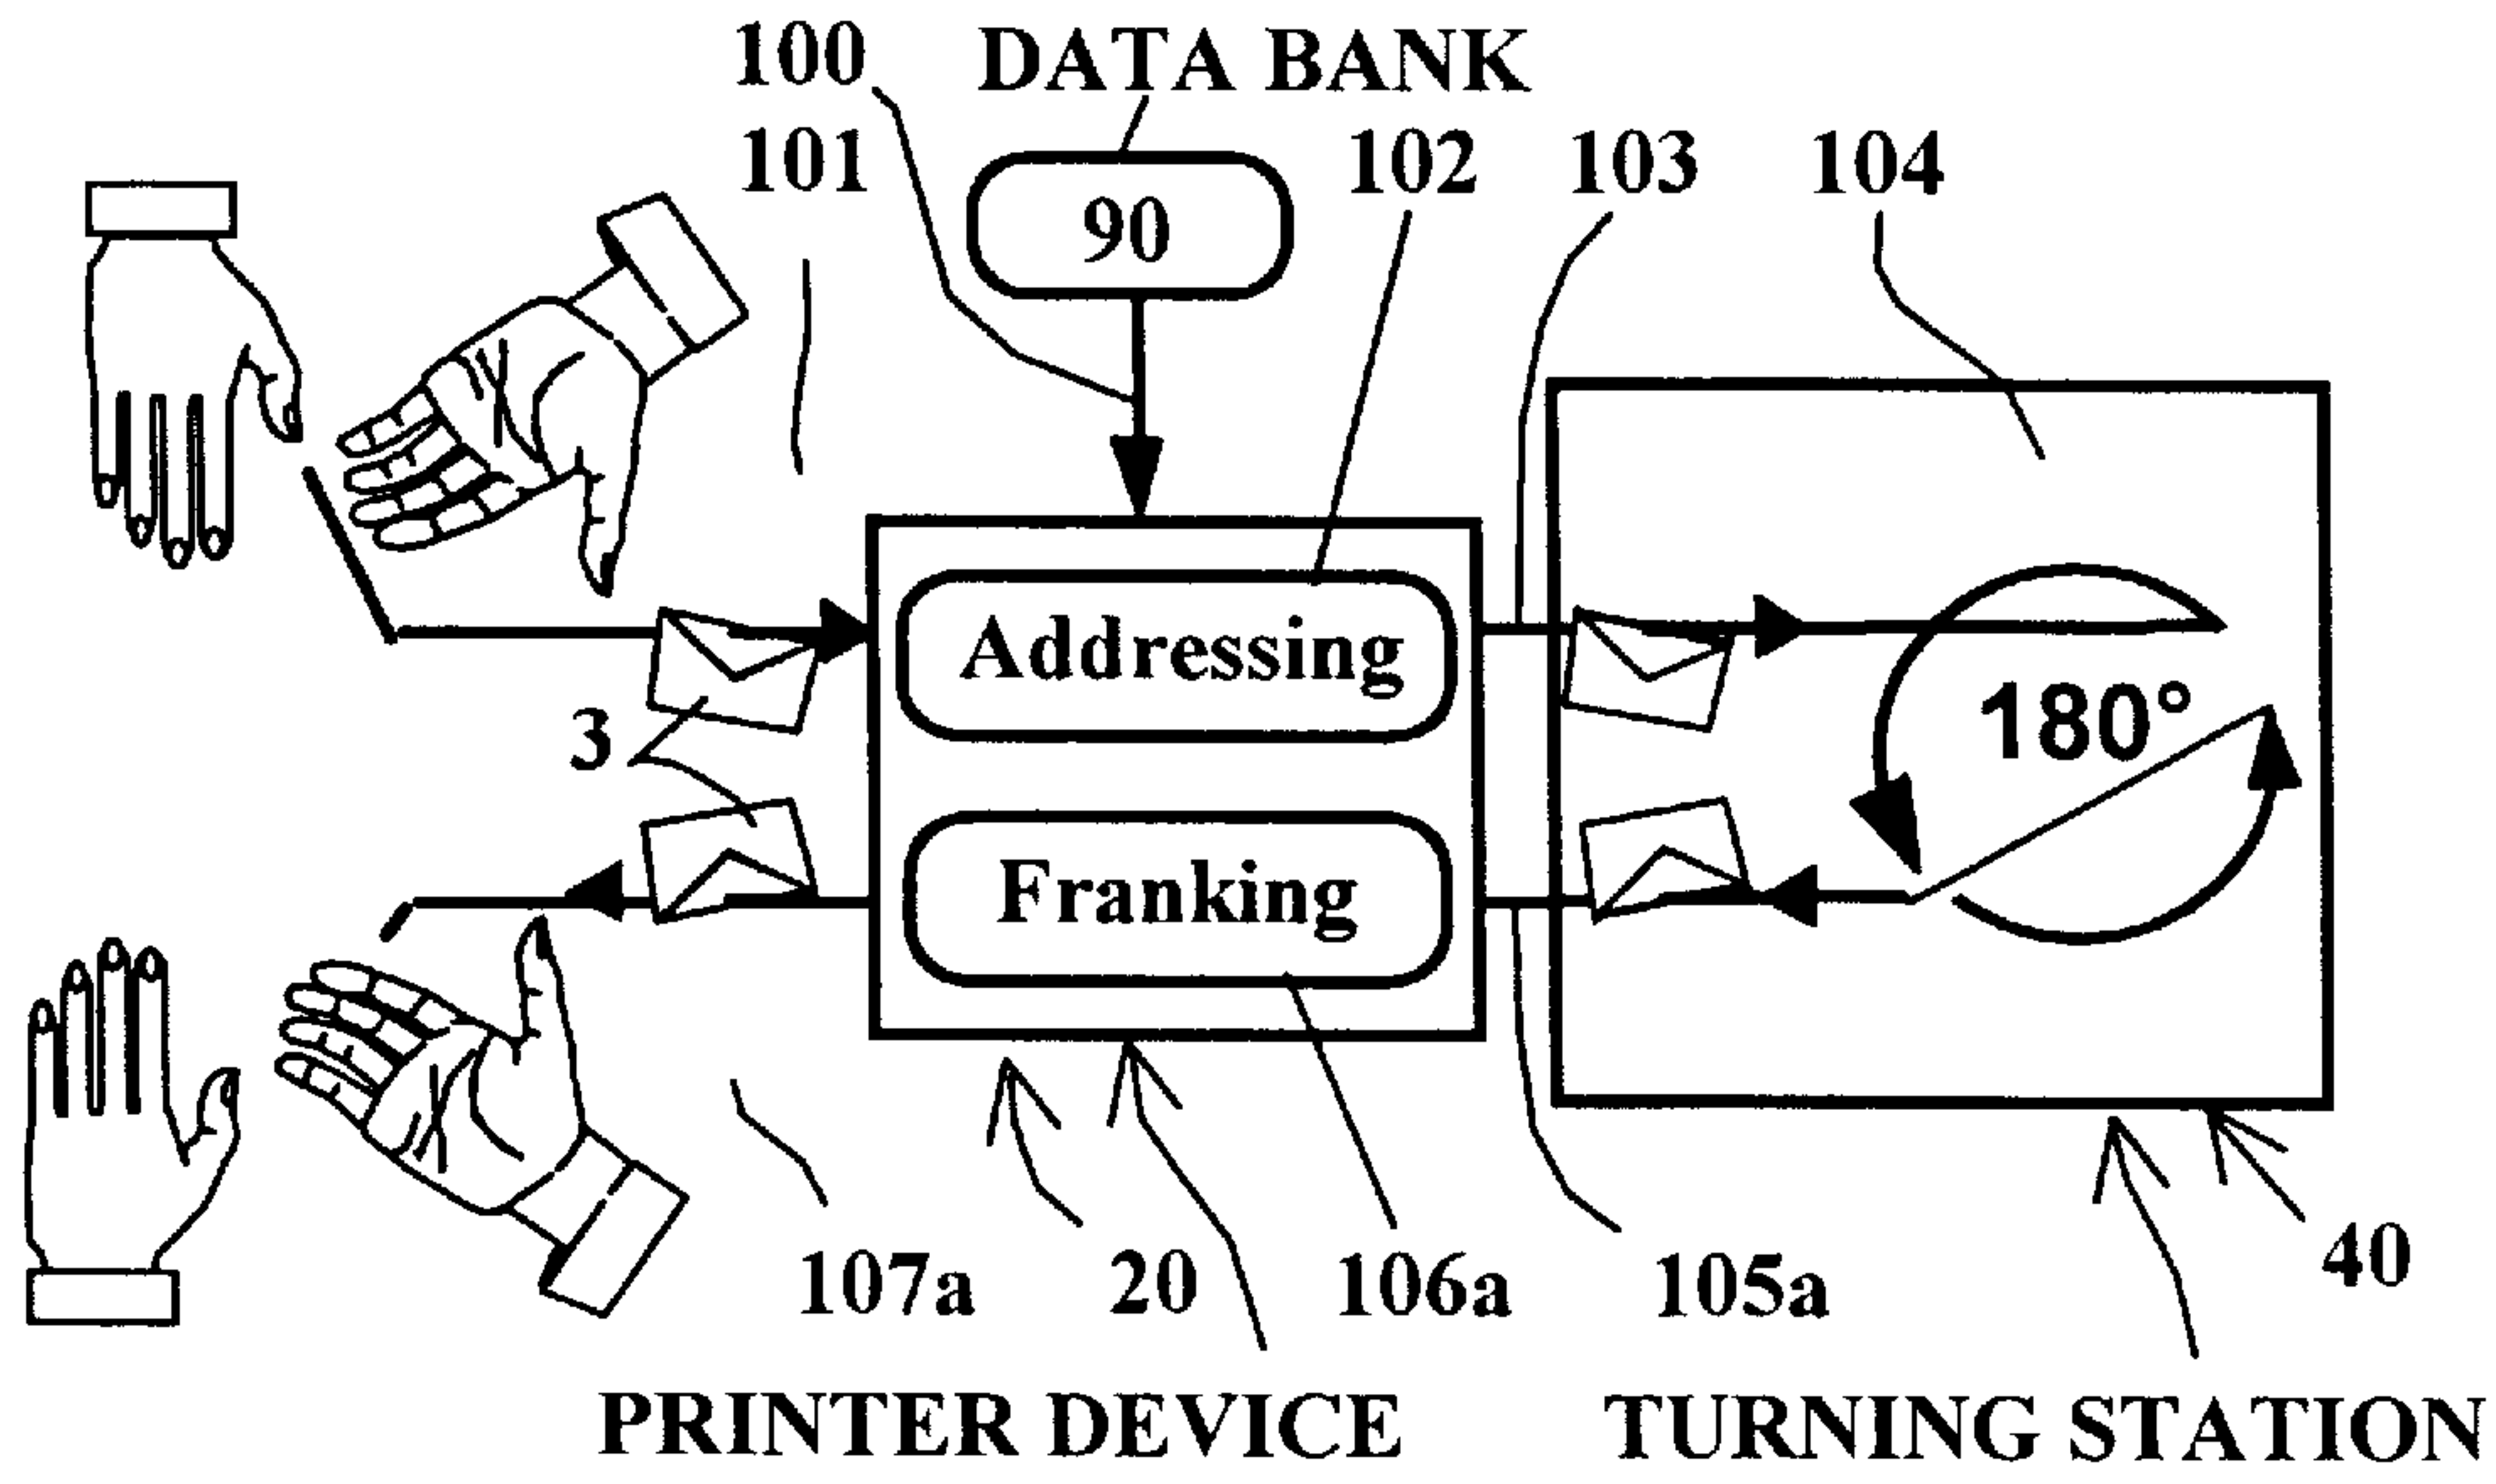 100 DATA BANK
101 102 103 104
90
Addressing
180°
3
Franking
107a 20 106a 105a 40
PRINTER DEVICE TURNING STATION